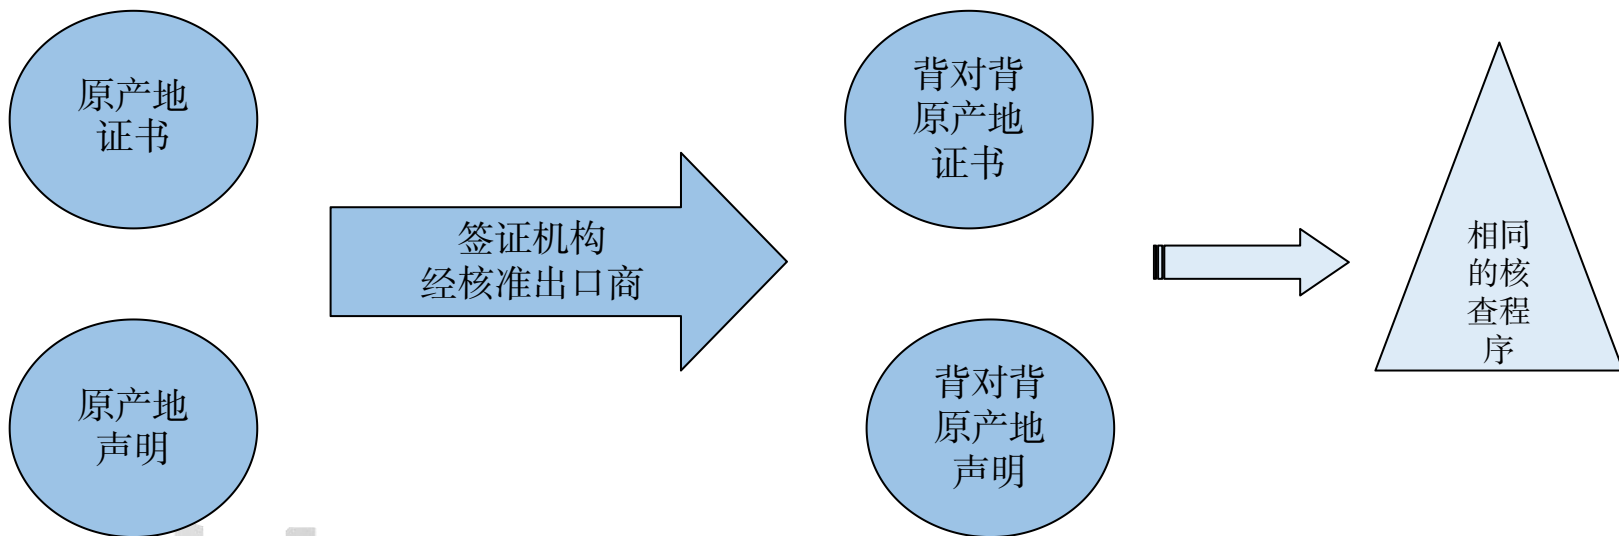 原产地
证书
原产地
声明
签证机构
经核准出口商
背对背
原产地
证书
背对背
原产地
声明
相同
的核
查程
序